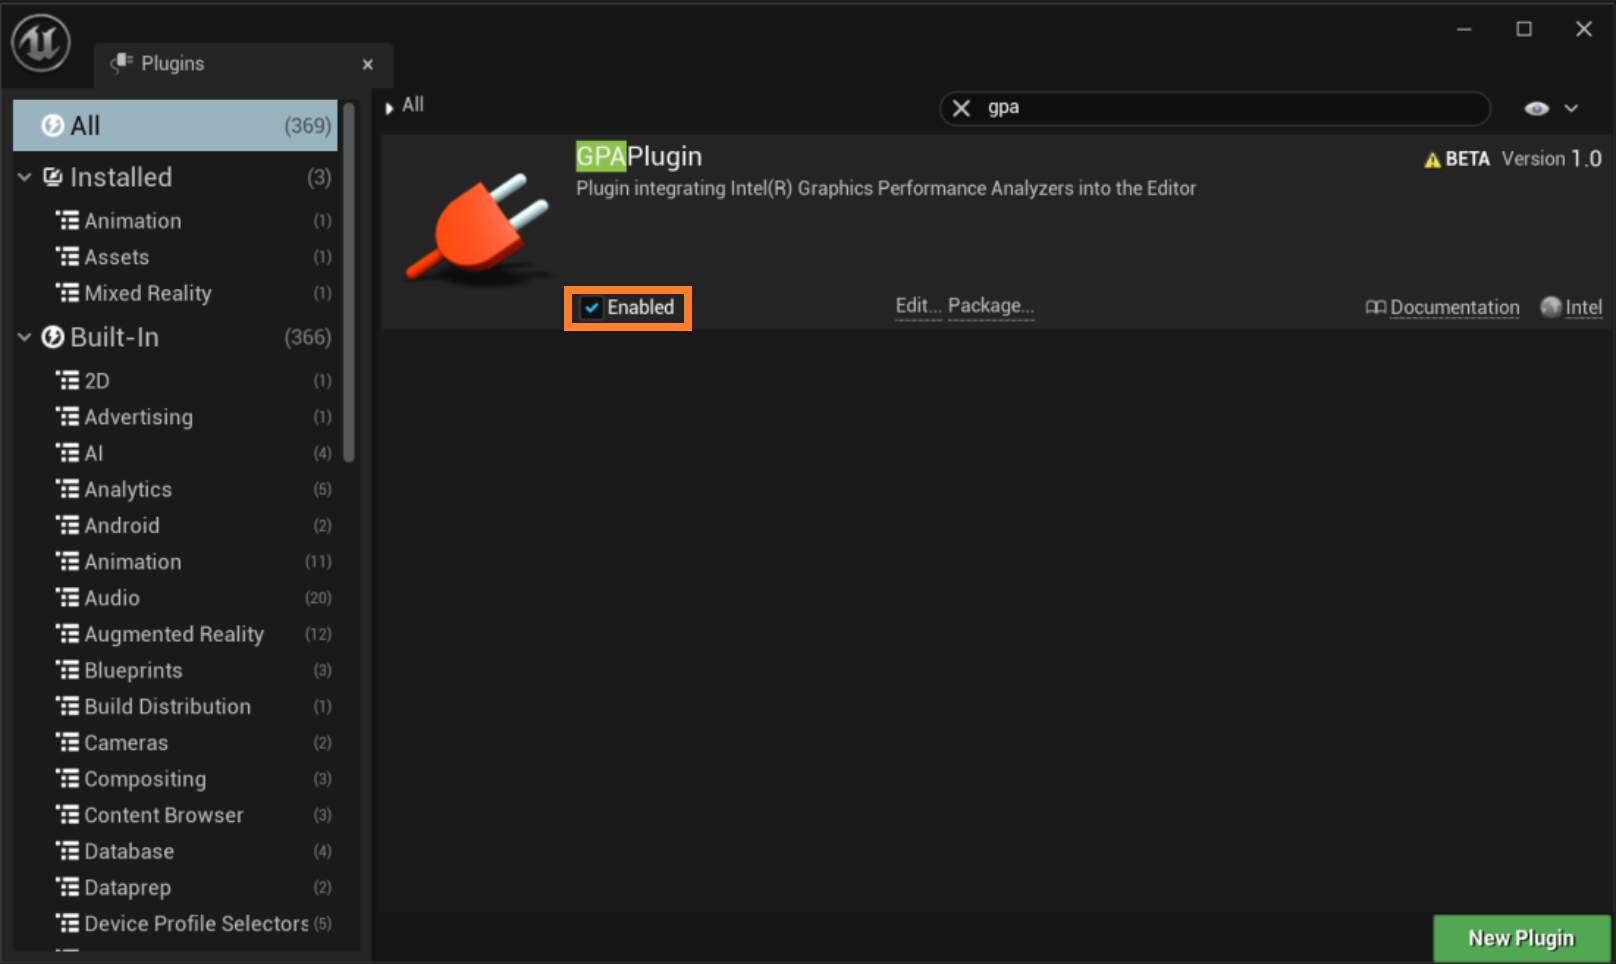 Plugins
All (369)
Installed (3)
Animation (1)
Assets (1)
Mixed Reality (1)
Built-In (366)
2D (1)
Advertising (1)
AI (4)
Analytics (5)
Android (2)
Animation (11)
Audio (20)
Augmented Reality (12)
Blueprints (3)
Build Distribution (1)
Cameras (2)
Compositing (3)
Content Browser (3)
Database (4)
Dataprep (2)
Device Profile Selectors (5)
All
gpa
GPAPlugin
BETA Version 1.0
Plugin integrating Intel(R) Graphics Performance Analyzers into the Editor
Enabled
Edit... Package...
Documentation Intel
New Plugin